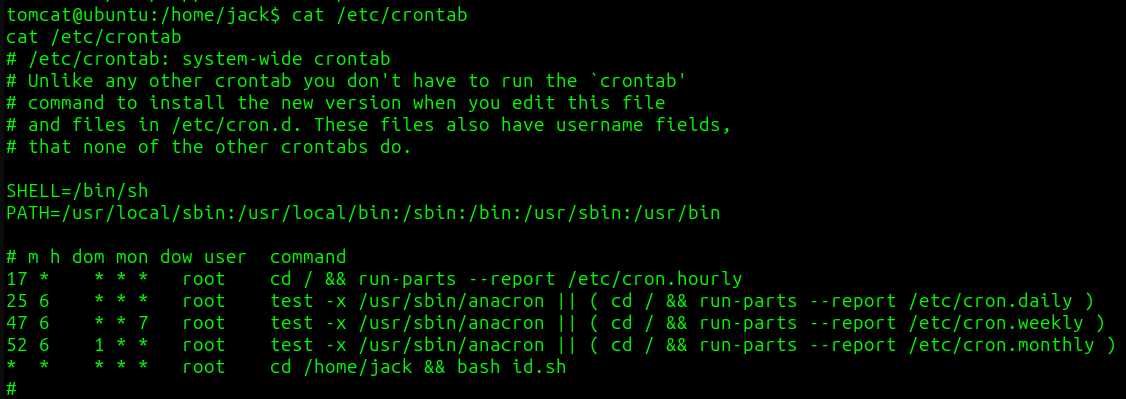 tomcat@ubuntu:/home/jack$ cat /etc/crontab
cat /etc/crontab
# /etc/crontab: system-wide crontab
# Unlike any other crontab you don't have to run the `crontab'
# command to install the new version when you edit this file
# and files in /etc/cron.d. These files also have username fields,
# that none of the other crontabs do.

SHELL=/bin/sh
PATH=/usr/local/sbin:/usr/local/bin:/sbin:/bin:/usr/sbin:/usr/bin

# m h dom mon dow user  command
17 *    * * *   root    cd / && run-parts --report /etc/cron.hourly
25 6    * * *   root    test -x /usr/sbin/anacron || ( cd / && run-parts --report /etc/cron.daily )
47 6    * * 7   root    test -x /usr/sbin/anacron || ( cd / && run-parts --report /etc/cron.weekly )
52 6    1 * *   root    test -x /usr/sbin/anacron || ( cd / && run-parts --report /etc/cron.monthly )
*  *    * * *   root    cd /home/jack && bash id.sh
#